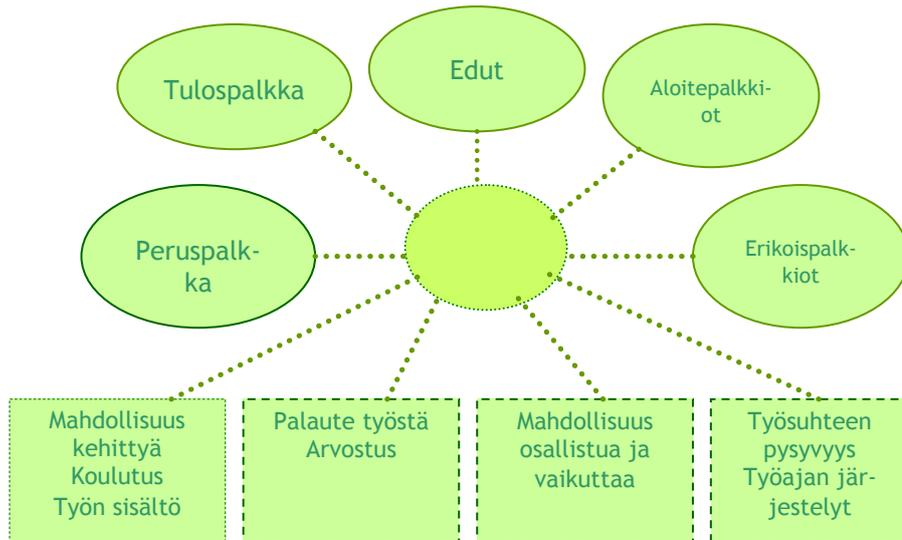 Tulospalkka
Edut
Aloitepalkki-
ot
Peruspalk-
ka
Erikoispalk-
kiot
Mahdollisuus
kehittyä
Koulutus
Työn sisältö
Palaute työstä
Arvostus
Mahdollisuus
osallistua ja
vaikuttaa
Työsuhteen
pysyvyys
Työajan jär-
jestelyt